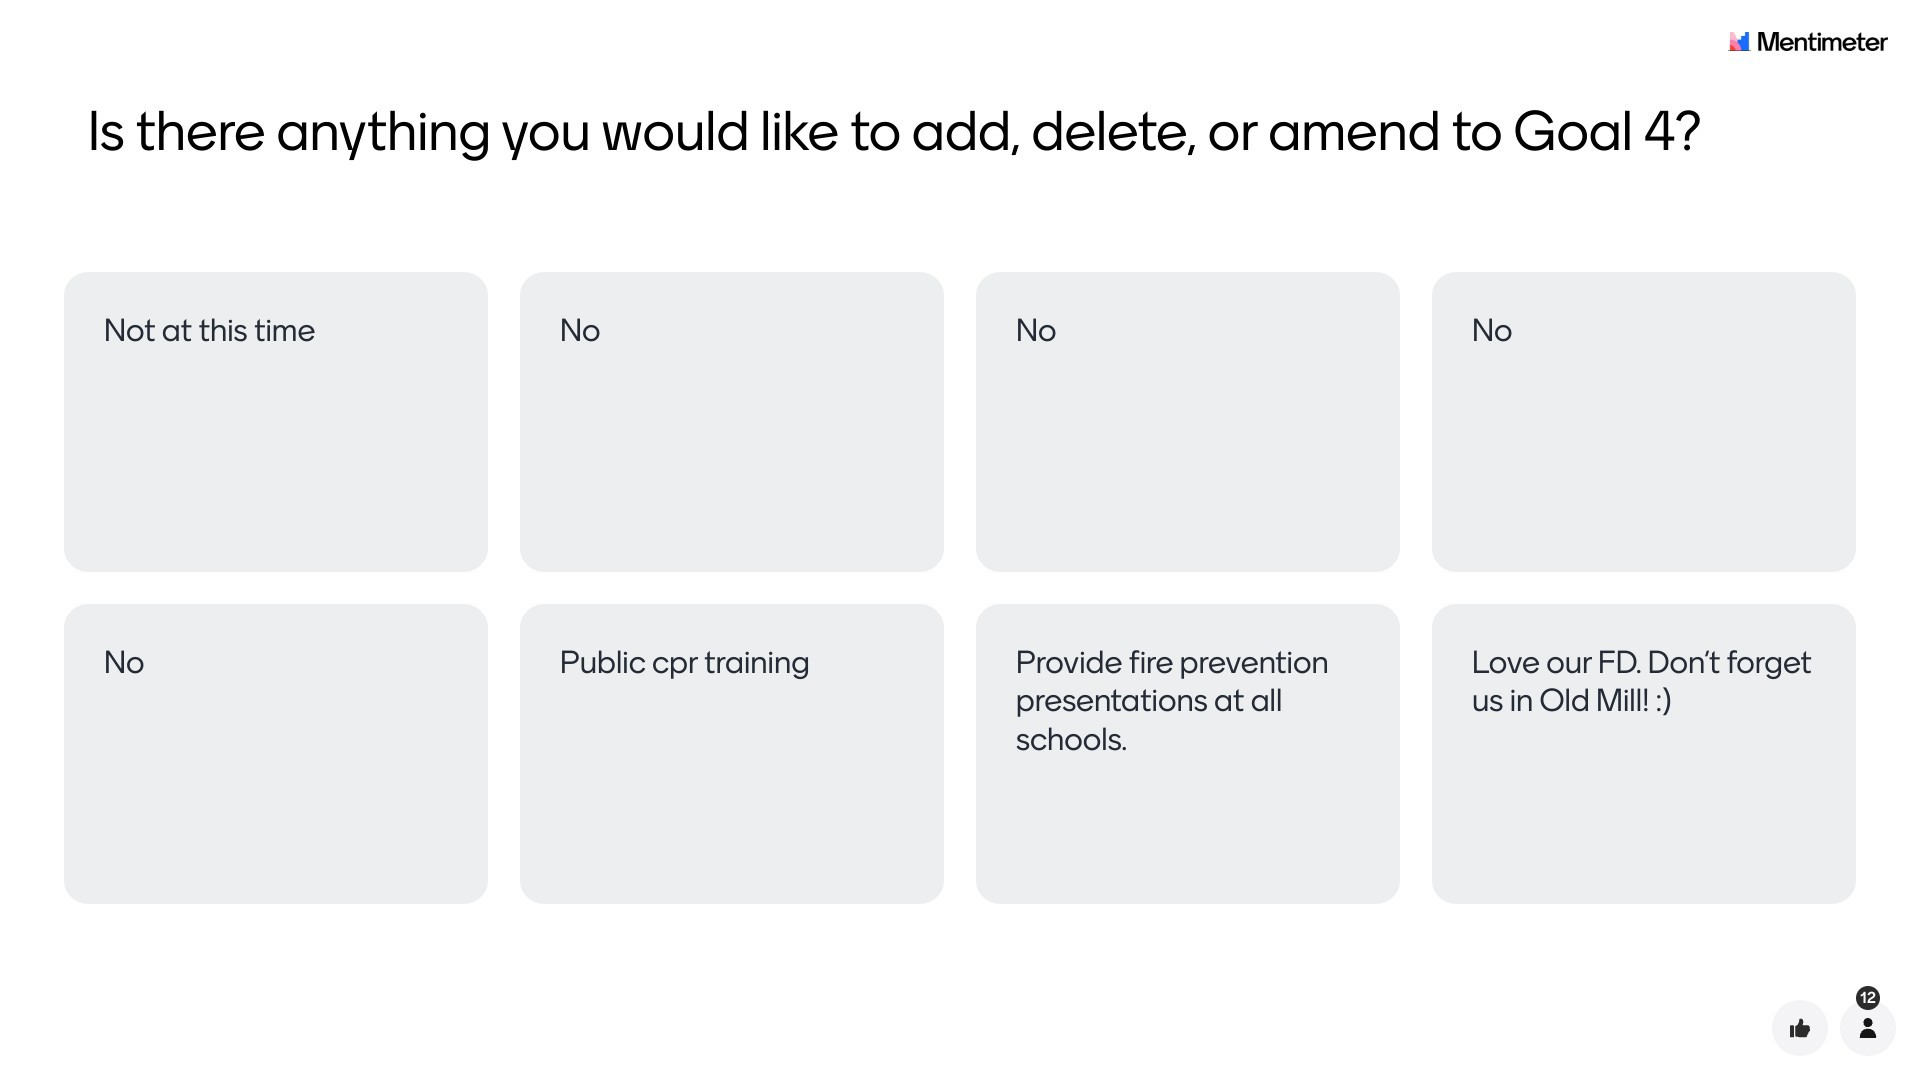 Mentimeter
Is there anything you would like to add, delete, or amend to Goal 4?
Not at this time
No
No
No
No
Public cpr training
Provide fire prevention
presentations at all
schools.
Love our FD. Don’t forget
us in Old Mill! :)
12